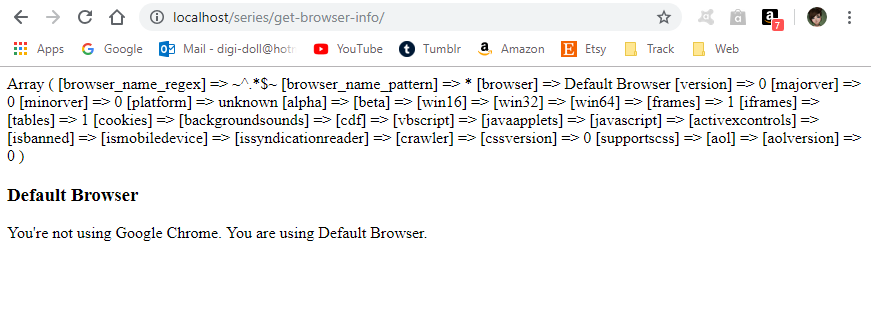 localhost/series/get-browser-info/
7
Apps Google Mail - digi-doll@hotm YouTube Tumblr Amazon Etsy Track Web
Array ( [browser_name_regex] => ~^.*$~ [browser_name_pattern] => * [browser] => Default Browser [version] => 0 [majorver] =>
0 [minorver] => 0 [platform] => unknown [alpha] => [beta] => [win16] => [win32] => [win64] => [frames] => 1 [iframes] =>
[tables] => 1 [cookies] => [backgroundsounds] => [cdf] => [vbscript] => [javaapplets] => [javascript] => [activexcontrols] =>
[isbanned] => [ismobiledevice] => [issyndicationreader] => [crawler] => [cssversion] => 0 [supportscss] => [aol] => [aolversion] =>
0 )
Default Browser
You're not using Google Chrome. You are using Default Browser.